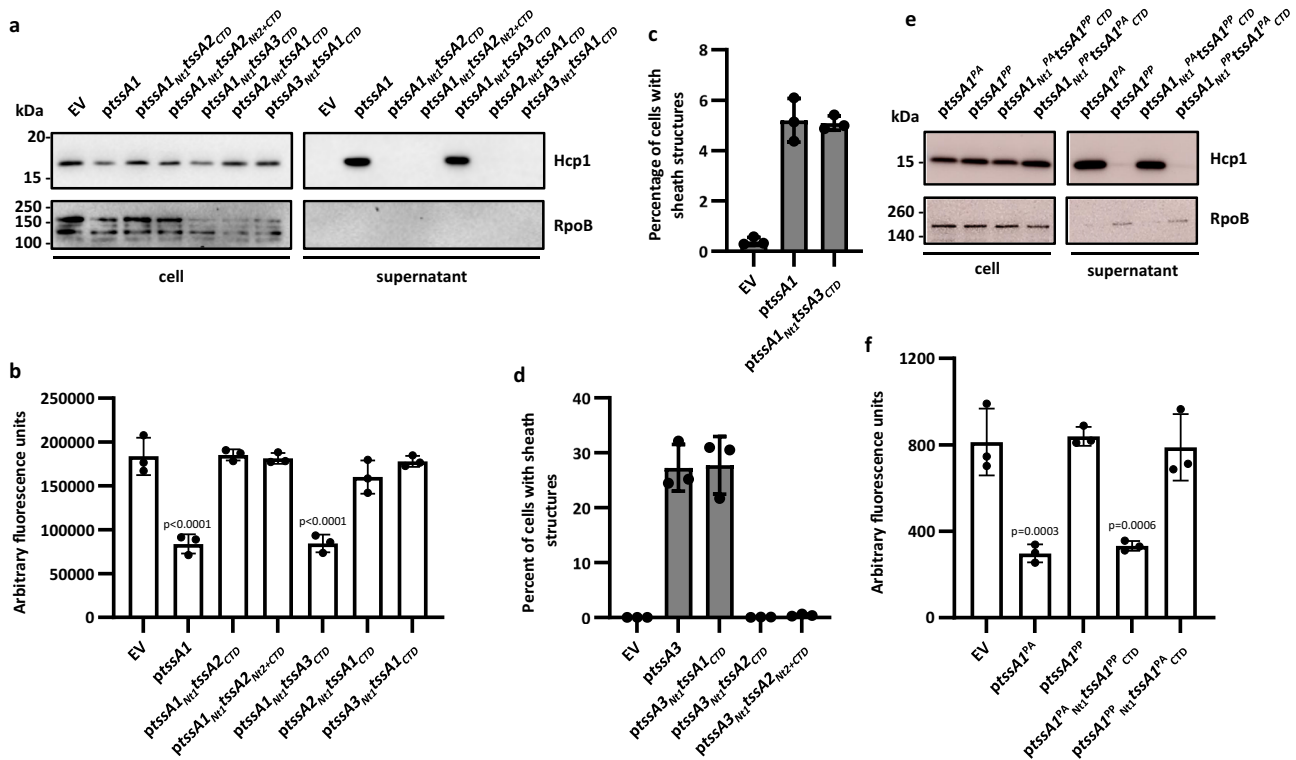 a
EV
ptssA1
ptssA1Nt1tssA2CTD
ptssA1Nt1tssA2Nt2+CTD
ptssA1Nt1tssA3CTD
ptssA2Nt1tssA1CTD
ptssA3Nt1tssA1CTD
EV
ptssA1
ptssA1Nt1tssA2CTD
ptssA1Nt1tssA2Nt2+CTD
ptssA1Nt1tssA3CTD
ptssA2Nt1tssA1CTD
ptssA3Nt1tssA1CTD
kDa
20
15
Hcp1
250
150
100
RpoB
cell
supernatant
b
Arbitrary fluorescence units
250000
200000
150000
100000
50000
0
p<0.0001
p<0.0001
EV
ptssA1
ptssA1Nt1tssA2CTD
ptssA1Nt1tssA2Nt2+CTD
ptssA1Nt1tssA3CTD
ptssA2Nt1tssA1CTD
ptssA3Nt1tssA1CTD
c
Percentage of cells with
sheath structures
8
6
4
2
0
EV
ptssA1
ptssA1Nt1tssA3CTD
d
Percent of cells with sheath
structures
40
30
20
10
0
EV
ptssA3
ptssA3Nt1tssA1CTD
ptssA3Nt1tssA2CTD
ptssA3Nt1tssA2Nt2+CTD
e
ptssA1PA
ptssA1PP
ptssA1Nt1PAtssA1PPCTD
ptssA1Nt1PPtssA1PACTD
ptssA1PA
ptssA1PP
ptssA1Nt1PAtssA1PPCTD
ptssA1Nt1PPtssA1PACTD
kDa
15
Hcp1
260
140
RpoB
cell
supernatant
f
Arbitrary fluorescence units
1200
800
400
0
p=0.0003
p=0.0006
EV
ptssA1PA
ptssA1PP
ptssA1PANt1tssA1PPCTD
ptssA1PPNt1tssA1PACTD